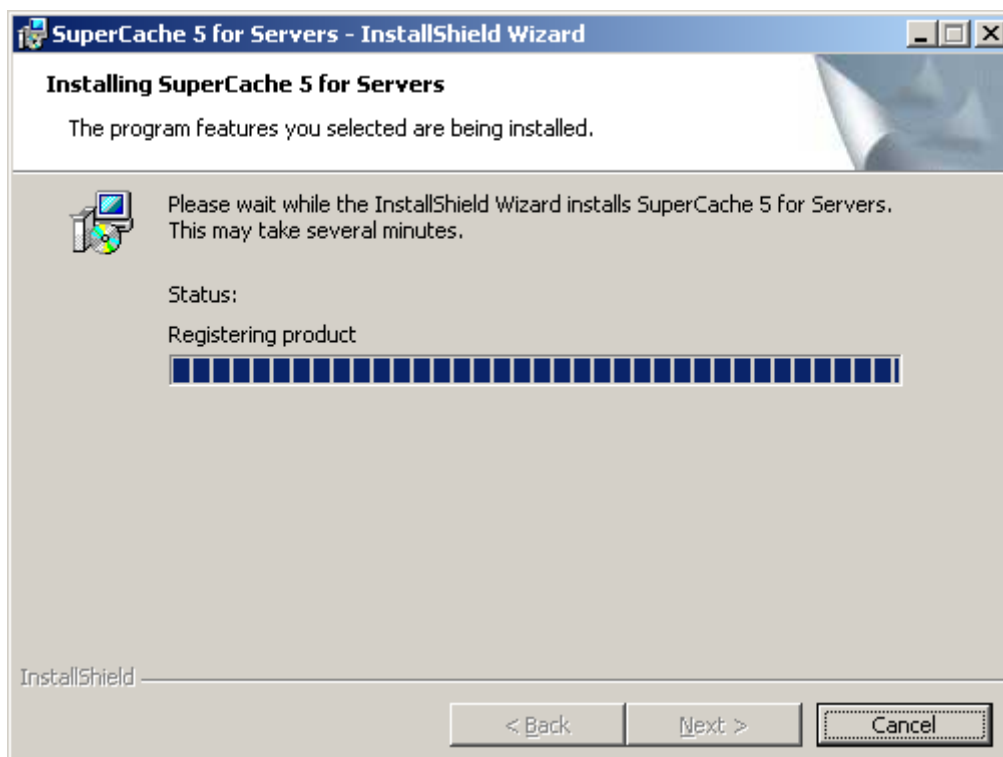 SuperCache 5 for Servers - InstallShield Wizard
Installing SuperCache 5 for Servers
The program features you selected are being installed.
Please wait while the InstallShield Wizard installs SuperCache 5 for Servers.
This may take several minutes.
Status:
Registering product
InstallShield
< Back
Next >
Cancel